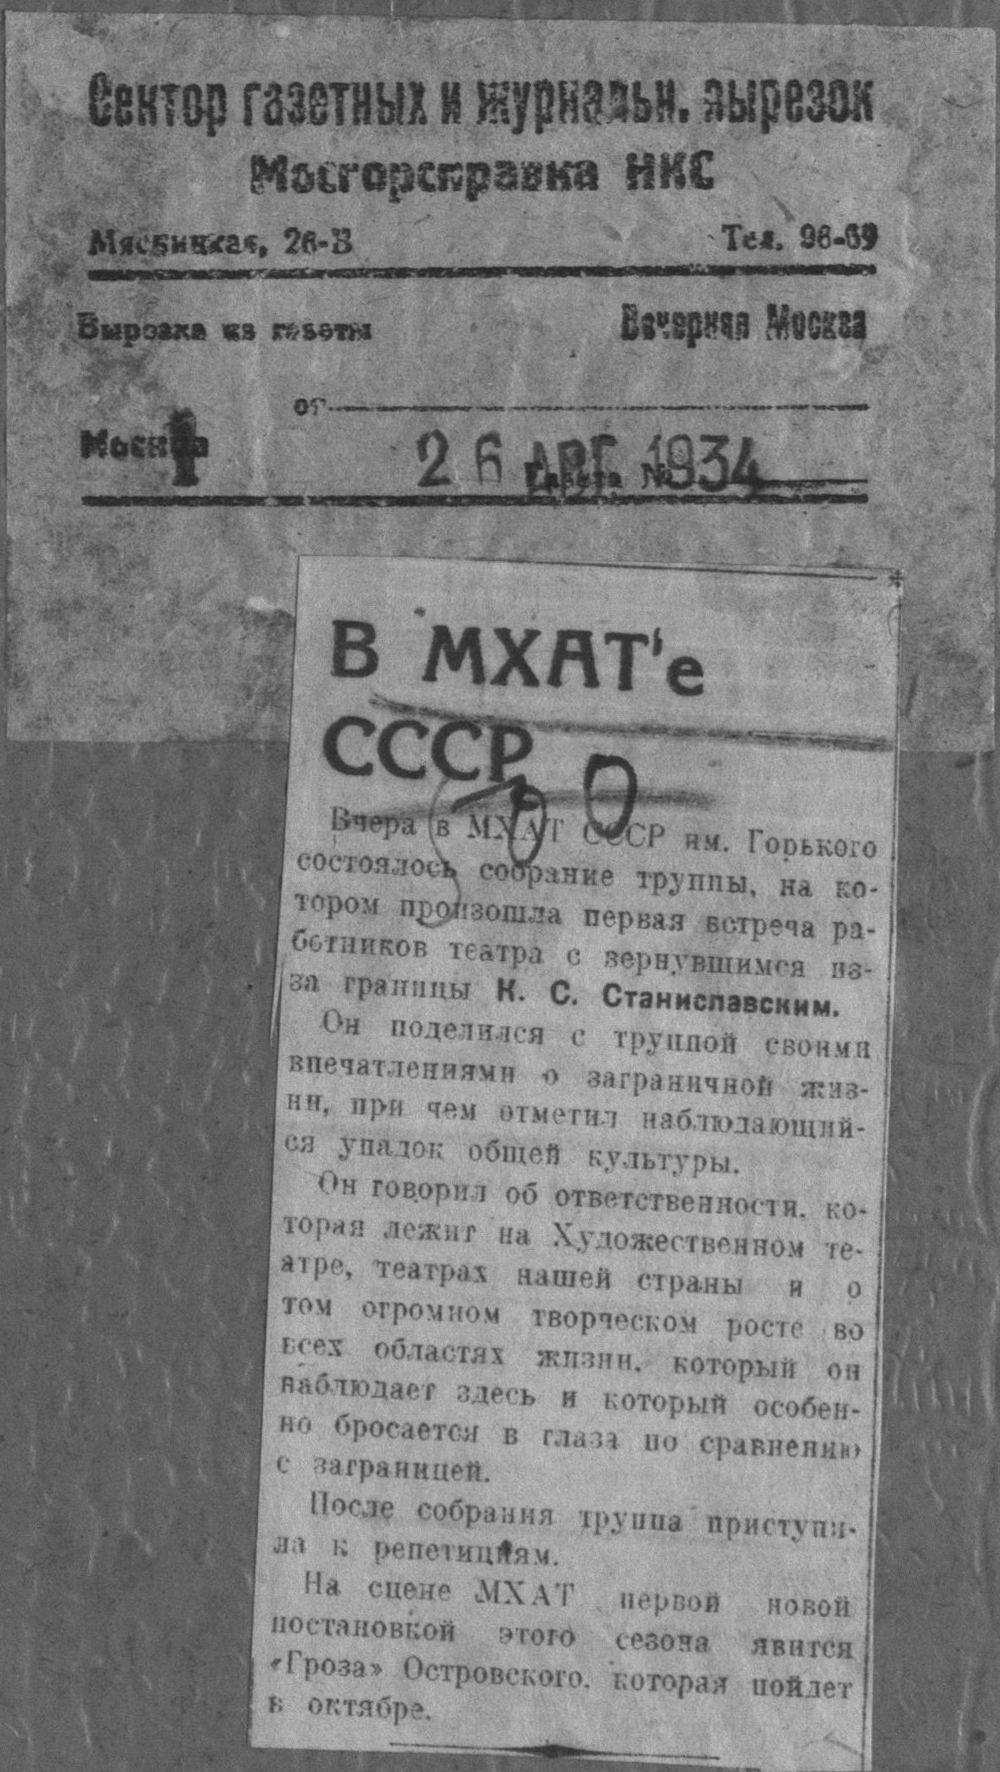 Сектор газетных и журнальн. вырезок
Мосгорсправка НКС
Мясницкая, 26-В Тел. 96-69
Вырезка из газеты Вечерняя Москва
от
Москва 26 АВГ 1934
Газета №
В МХАТ'е
СССР
Вчера в МХАТ СССР им. Горького
состоялось собрание труппы, на ко-
тором произошла первая встреча ра-
ботников театра с вернувшимся из-
за границы К. С. Станиславским.
Он поделился с труппой своими
впечатлениями о заграничной жиз-
ни, при чем отметил наблюдающий-
ся упадок общей культуры.
Он говорил об ответственности, ко-
торая лежит на Художественном те-
атре, театрах нашей страны и о
том огромном творческом росте во
всех областях жизни, который он
наблюдает здесь и который особен-
но бросается в глаза по сравнению
с заграницей.
После собрания труппа приступи-
ла к репетициям.
На сцене МХАТ первой новой
постановкой этого сезона явится
«Гроза» Островского, которая пойдет
в октябре.